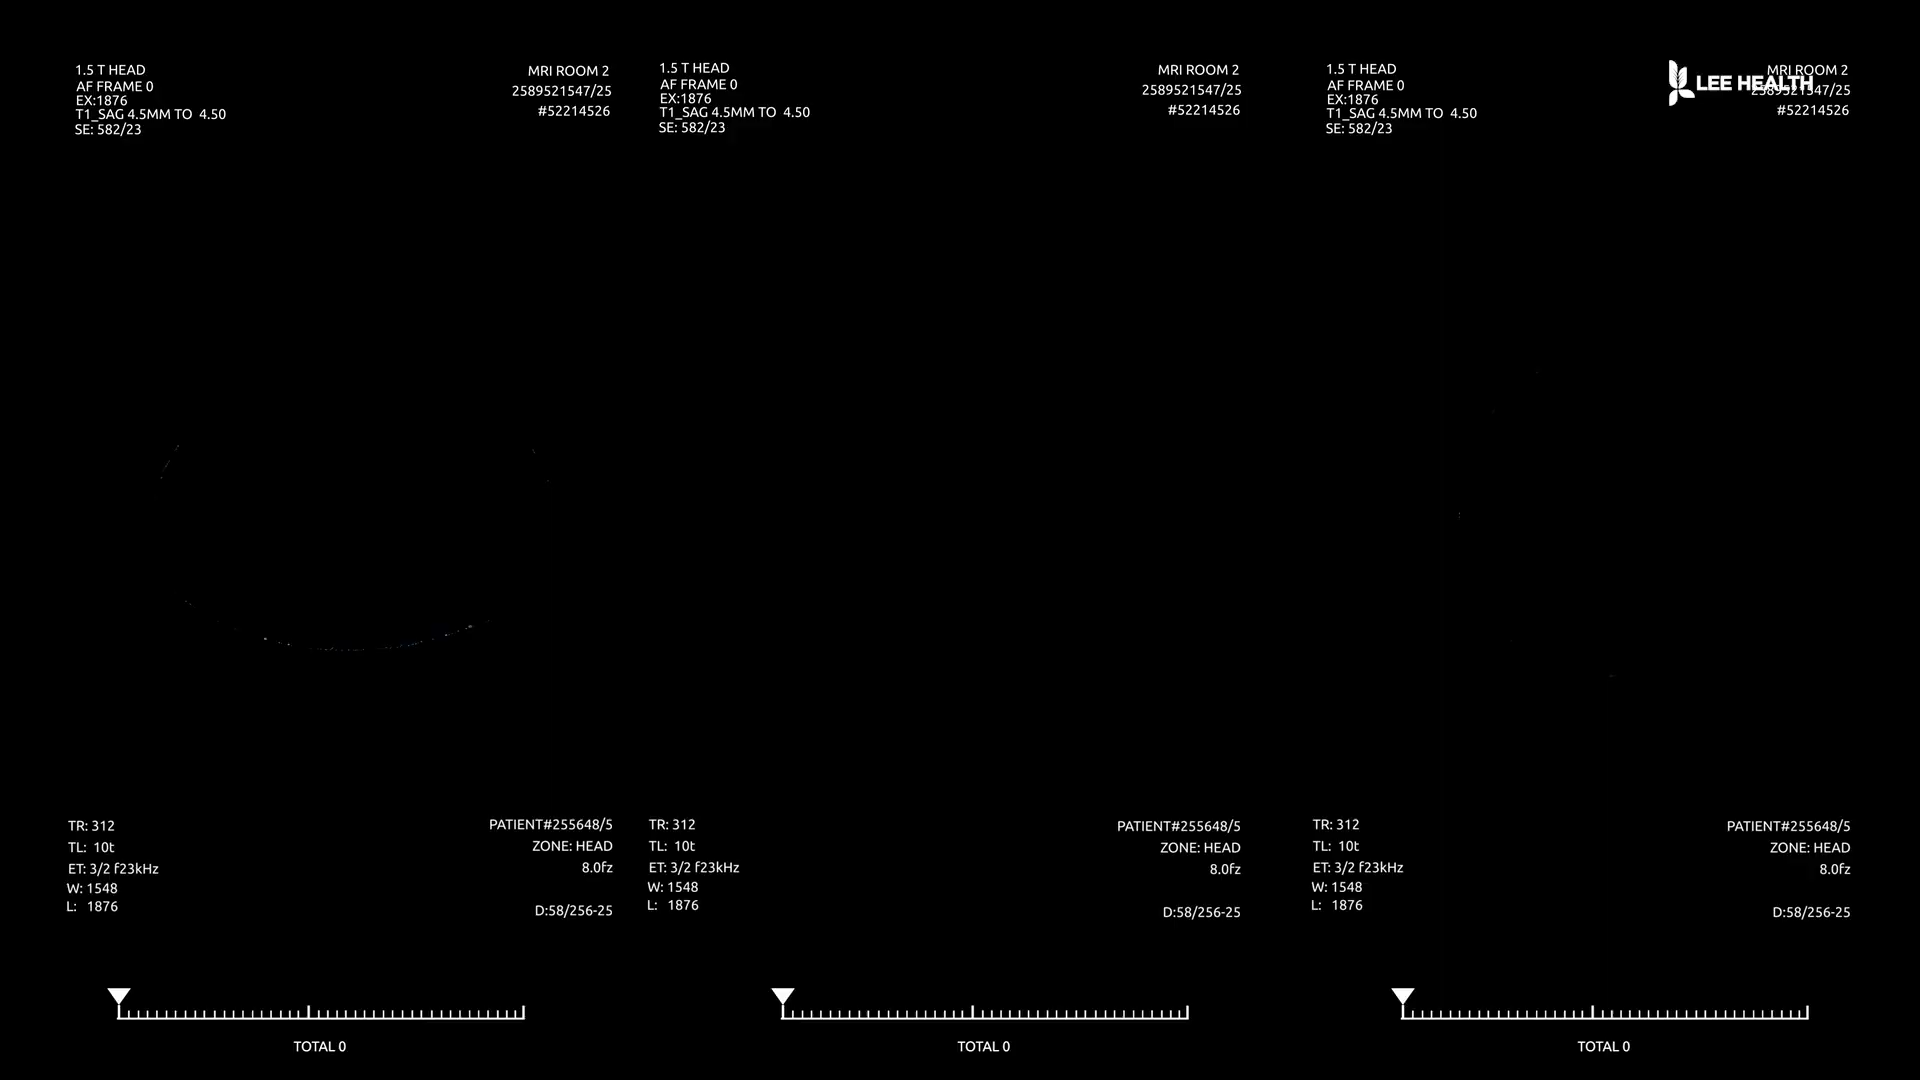 1.5 T HEAD
AF FRAME 0
EX:1876
T1_SAG 4.5MM TO 4.50
SE: 582/23
MRI ROOM 2
2589521547/25
#52214526
1.5 T HEAD
AF FRAME 0
EX:1876
T1_SAG 4.5MM TO 4.50
SE: 582/23
MRI ROOM 2
2589521547/25
#52214526
1.5 T HEAD
AF FRAME 0
EX:1876
T1_SAG 4.5MM TO 4.50
SE: 582/23
MRI ROOM 2
LEE HEALTH
2589521547/25
#52214526
TR: 312
TL: 10t
ET: 3/2 f23kHz
W: 1548
L: 1876
PATIENT#255648/5
ZONE: HEAD
8.0fz
D:58/256-25
TR: 312
TL: 10t
ET: 3/2 f23kHz
W: 1548
L: 1876
PATIENT#255648/5
ZONE: HEAD
8.0fz
D:58/256-25
TR: 312
TL: 10t
ET: 3/2 f23kHz
W: 1548
L: 1876
PATIENT#255648/5
ZONE: HEAD
8.0fz
D:58/256-25
TOTAL 0
TOTAL 0
TOTAL 0